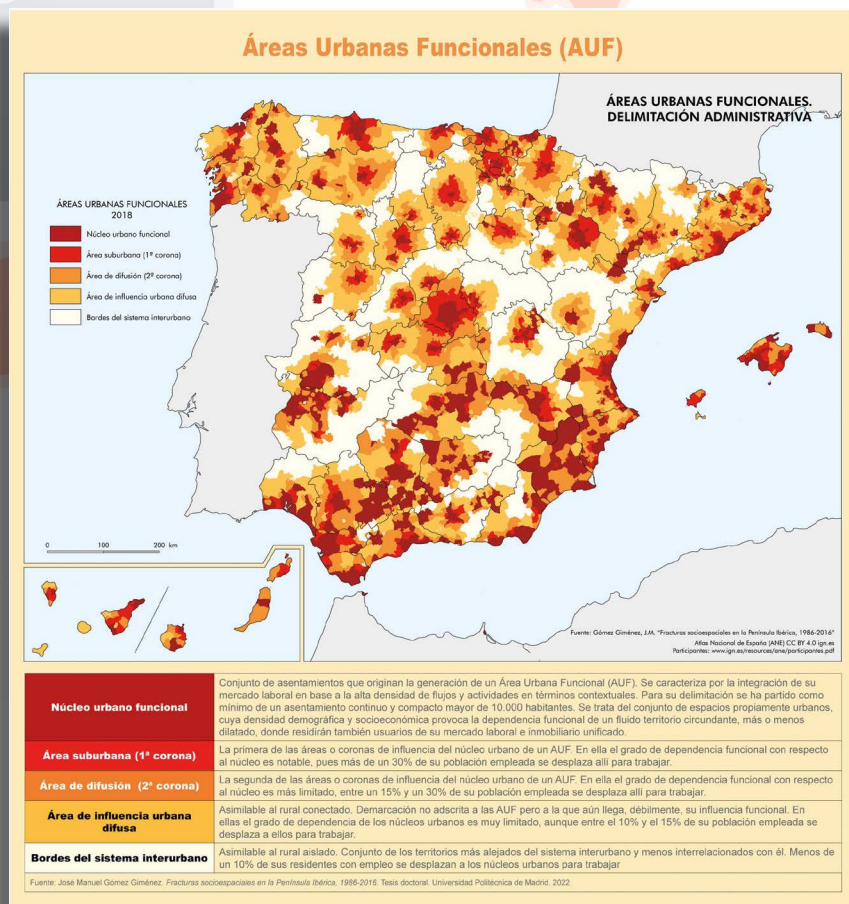 Áreas Urbanas Funcionales (AUF)
ÁREAS URBANAS FUNCIONALES.
DELIMITACIÓN ADMINISTRATIVA
ÁREAS URBANAS FUNCIONALES
2018
Núcleo urbano funcional
Área suburbana (1ª corona)
Área de difusión (2ª corona)
Área de influencia urbana difusa
Bordes del sistema interurbano
0 100 200 km
Fuente: Gómez Giménez, J.M. "Fracturas socioespaciales en la Península Ibérica, 1986-2016"
Atlas Nacional de España (ANE) CC BY 4.0 ign.es
Participantes: www.ign.es/resources/ane/participantes.pdf
Núcleo urbano funcional
Conjunto de asentamientos que originan la generación de un Área Urbana Funcional (AUF). Se caracteriza por la integración de su
mercado laboral en base a la alta densidad de flujos y actividades en términos contextuales. Para su delimitación se ha partido como
mínimo de un asentamiento continuo y compacto mayor de 10.000 habitantes. Se trata del conjunto de espacios propiamente urbanos,
cuya densidad demográfica y socioeconómica provoca la dependencia funcional de un fluido territorio circundante, más o menos
dilatado, donde residirán también usuarios de su mercado laboral e inmobiliario unificado.
Área suburbana (1ª corona)
La primera de las áreas o coronas de influencia del núcleo urbano de un AUF. En ella el grado de dependencia funcional con respecto
al núcleo es notable, pues más de un 30% de su población empleada se desplaza allí para trabajar.
Área de difusión (2ª corona)
La segunda de las áreas o coronas de influencia del núcleo urbano de un AUF. En ella el grado de dependencia funcional con respecto
al núcleo es más limitado, entre un 15% y un 30% de su población empleada se desplaza allí para trabajar.
Área de influencia urbana
difusa
Asimilable al rural conectado. Demarcación no adscrita a las AUF pero a la que aún llega, débilmente, su influencia funcional. En
ellas el grado de dependencia de los núcleos urbanos es muy limitado, aunque entre el 10% y el 15% de su población empleada se
desplaza a ellos para trabajar.
Bordes del sistema interurbano
Asimilable al rural aislado. Conjunto de los territorios más alejados del sistema interurbano y menos interrelacionados con él. Menos de
un 10% de sus residentes con empleo se desplazan a los núcleos urbanos para trabajar
Fuente: José Manuel Gómez Giménez. Fracturas socioespaciales en la Península Ibérica, 1986-2016. Tesis doctoral. Universidad Politécnica de Madrid. 2022